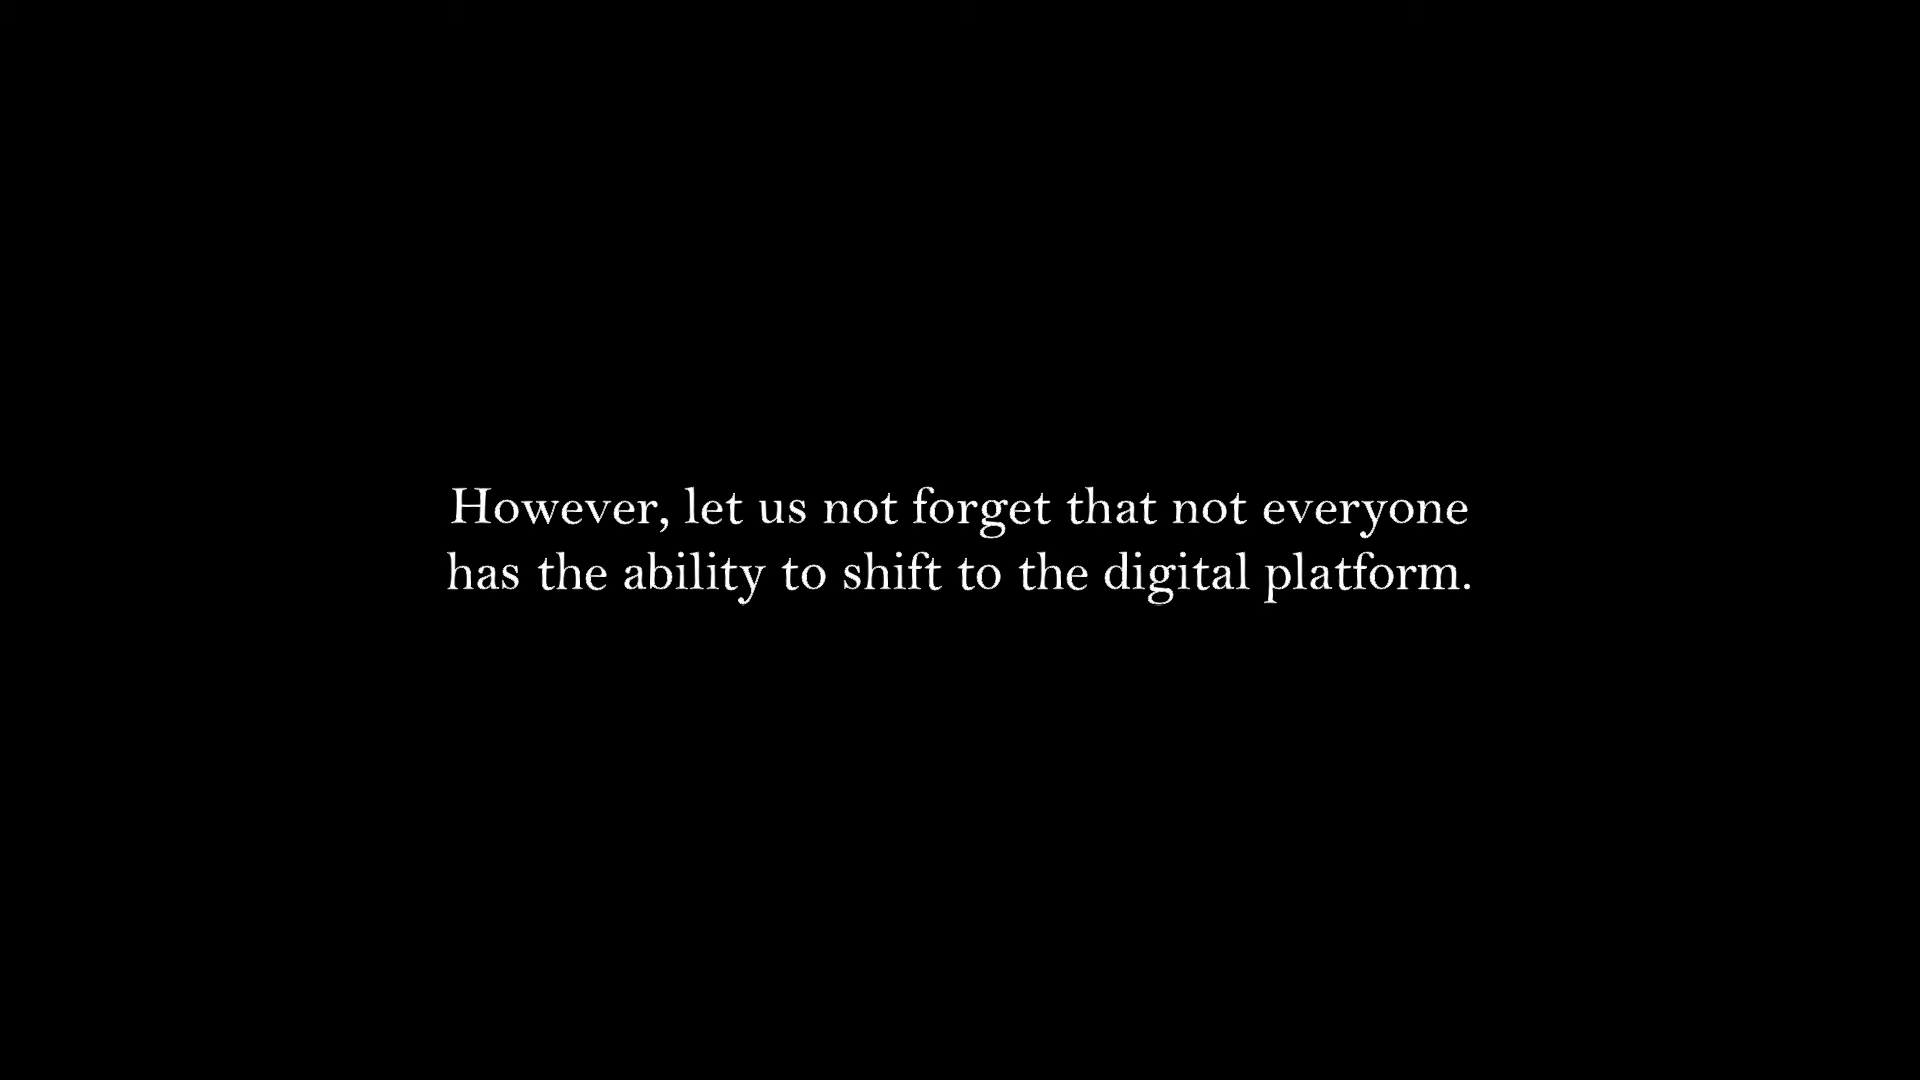 However, let us not forget that not everyone
has the ability to shift to the digital platform.